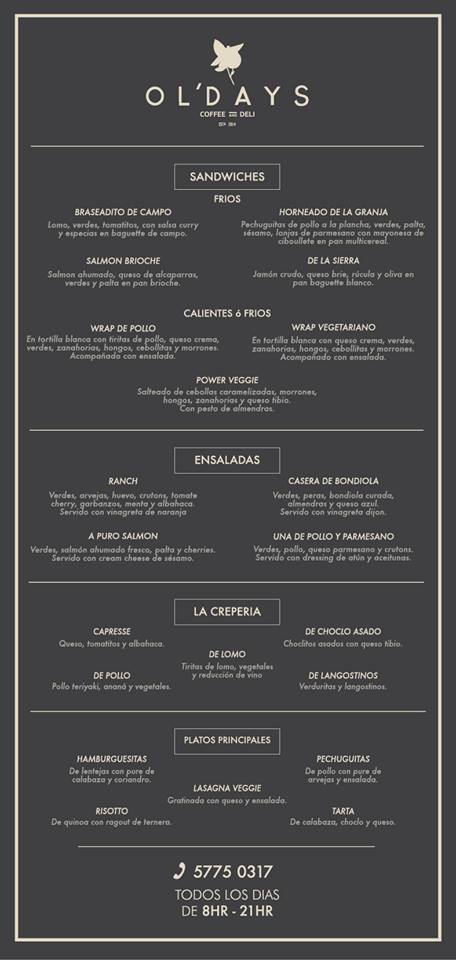 OL'DAYS
COFFEE AND DELI
SANDWICHES
FRIOS
BRASEADITO DE CAMPO
Lomo, verdes, tomatitos, con salsa curry
y especias en baguette de campo.
HORNEADO DE LA GRANJA
Pechuguitas de pollo a la plancha, verdes, palta,
sésamo, lonjas de parmesano con mayonesa de
ciboullete en pan multicereal.
SALMON BRIOCHE
Salmon ahumado, queso de alcaparras,
verdes y palta en pan brioche.
DE LA SIERRA
Jamón crudo, queso brie, rúcula y oliva en
pan baguette blanco.
CALIENTES ó FRIOS
WRAP DE POLLO
En tortilla blanca con tiritas de pollo, queso crema,
verdes, zanahorias, hongos, cebollitas y morrones.
Acompañado con ensalada.
WRAP VEGETARIANO
En tortilla blanca con queso crema, verdes,
zanahorias, hongos, cebollitas y morrones.
Acompañado con ensalada.
POWER VEGGIE
Salteado de cebollas caramelizadas, morrones,
hongos, zanahorias y queso tibio.
Con pesto de almendras.
ENSALADAS
RANCH
Verdes, arvejas, huevo, crutons, tomate
cherry, garbanzos, menta y albahaca.
Servido con vinagreta de naranja
CASERA DE BONDIOLA
Verdes, peras, bondiola curada,
almendras y queso azul.
Servido con vinagreta dijon.
A PURO SALMON
Verdes, salmón ahumado fresco, palta y cherries.
Servido con cream cheese de sésamo.
UNA DE POLLO Y PARMESANO
Verdes, pollo, queso parmesano y crutons.
Servido con dressing de atún y aceitunas.
LA CREPERIA
CAPRESSE
Queso, tomatitos y albahaca.
DE CHOCLO ASADO
Choclitos asados con queso tibio.
DE LOMO
Tiritas de lomo, vegetales
y reducción de vino
DE POLLO
Pollo teriyaki, ananá y vegetales.
DE LANGOSTINOS
Verduritas y langostinos.
PLATOS PRINCIPALES
HAMBURGUESITAS
De lentejas con pure de
calabaza y coriandro.
PECHUGUITAS
De pollo con pure de
arvejas y ensalada.
LASAGNA VEGGIE
Gratinada con queso y ensalada.
RISOTTO
De quinoa con ragout de ternera.
TARTA
De calabaza, choclo y queso.
5775 0317
TODOS LOS DIAS
DE 8HR - 21HR